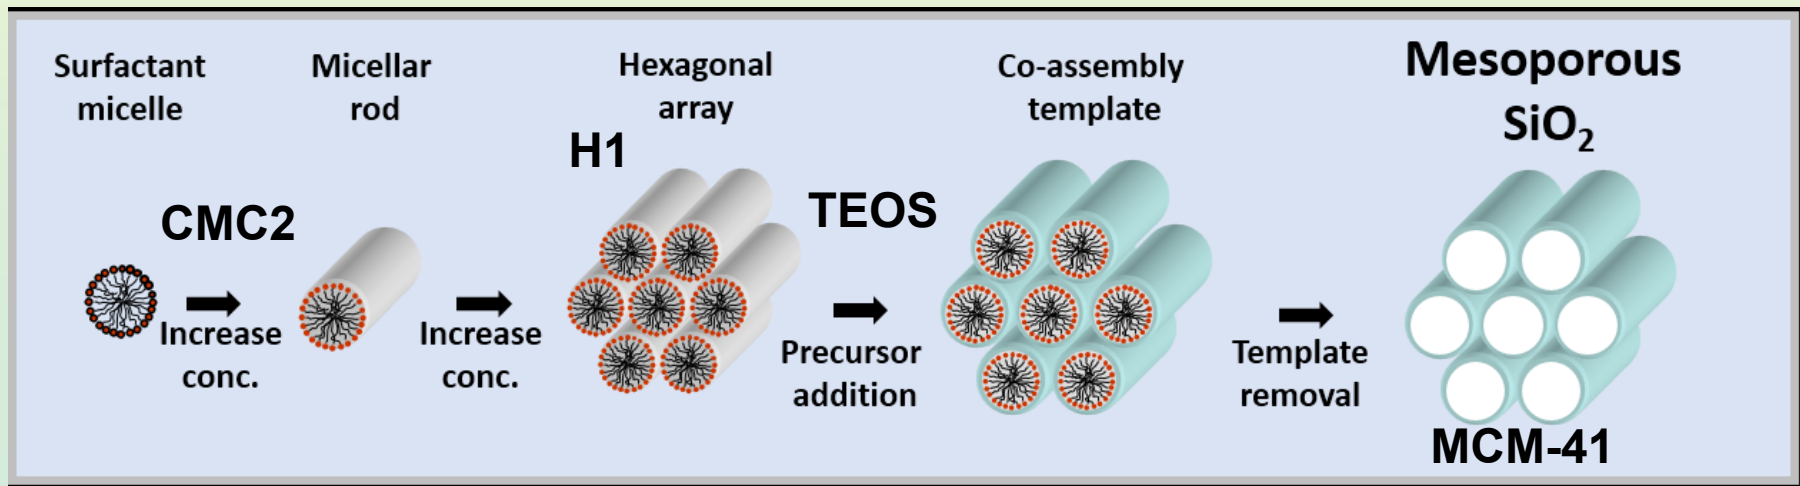 Surfactant
micelle
Micellar
rod
Hexagonal
array
Co-assembly
template
Mesoporous
SiO₂
H1
CMC2
TEOS
Increase
conc.
Increase
conc.
Precursor
addition
Template
removal
MCM-41